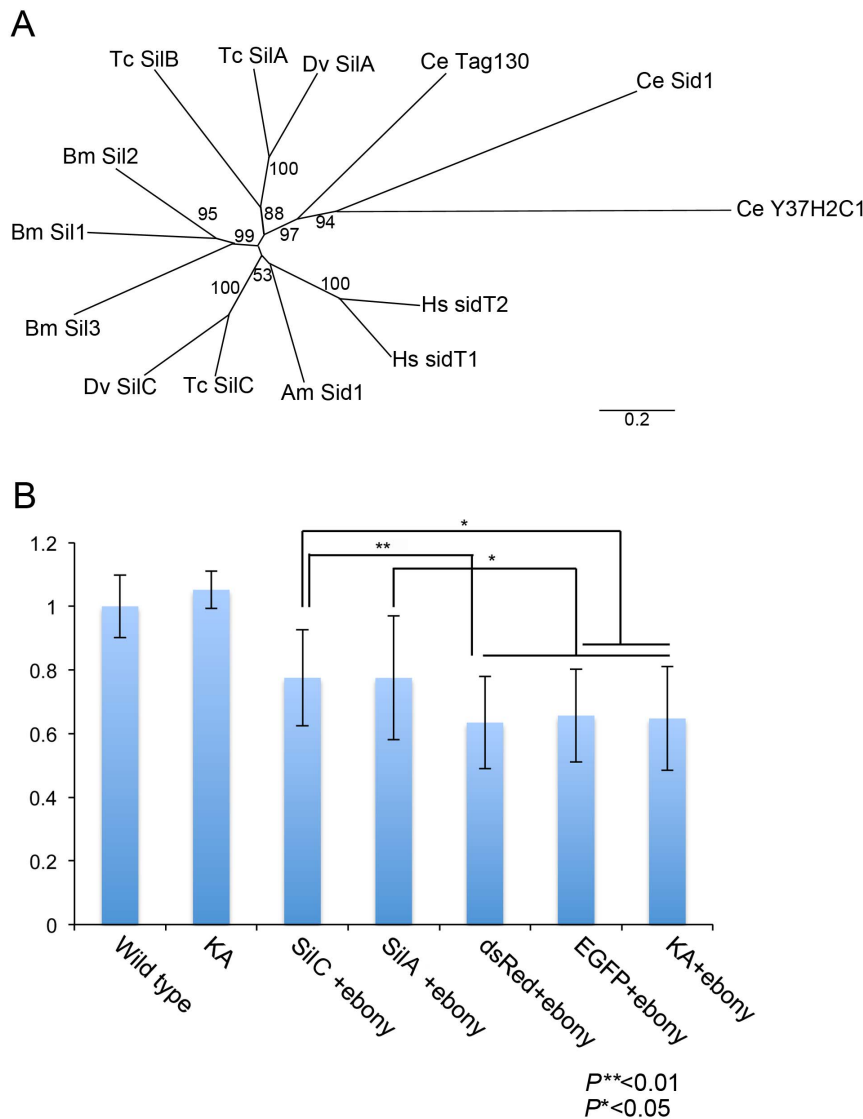 A
Tc SilB
Tc SilA
Dv SilA
Ce Tag130
Ce Sid1
Bm Sil2
100
95
88
97
94
Ce Y37H2C1
Bm Sil1
99
53
100
100
Hs sidT2
Bm Sil3
Hs sidT1
Dv SilC
Tc SilC
Am Sid1
0.2
B
*
**
*
1.2
1
0.8
0.6
0.4
0.2
0
Wild type
KA
SilC +ebony
SilA +ebony
dsRed+ebony
EGFP+ebony
KA+ebony
P**<0.01
P*<0.05